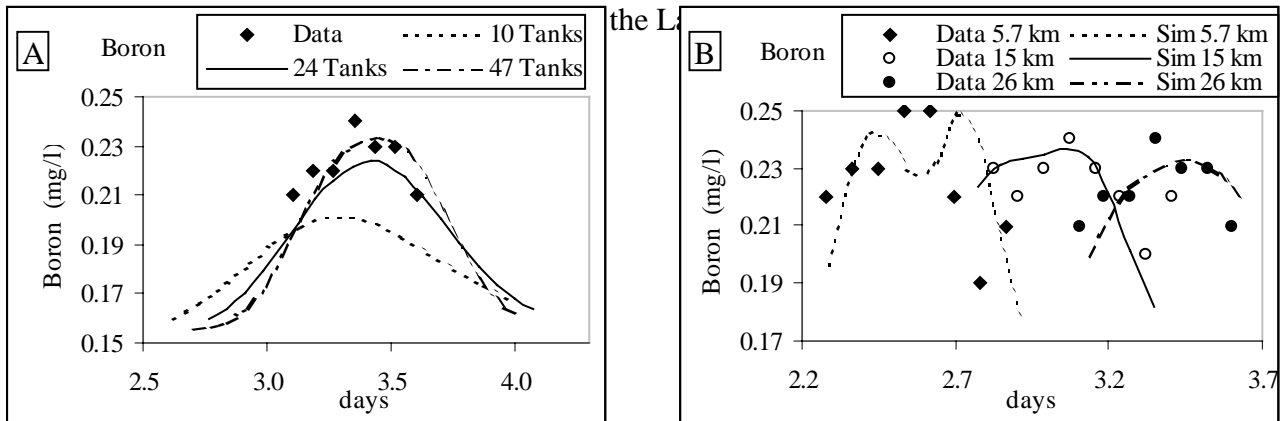 the La
A
Boron
Data
10 Tanks
24 Tanks
47 Tanks
0.25
0.23
0.21
0.19
0.17
0.15
Boron (mg/l)
2.5 3.0 3.5 4.0
days
B
Boron
Data 5.7 km Sim 5.7 km
Data 15 km Sim 15 km
Data 26 km Sim 26 km
0.25
0.23
0.21
0.19
0.17
Boron (mg/l)
2.2 2.7 3.2 3.7
days